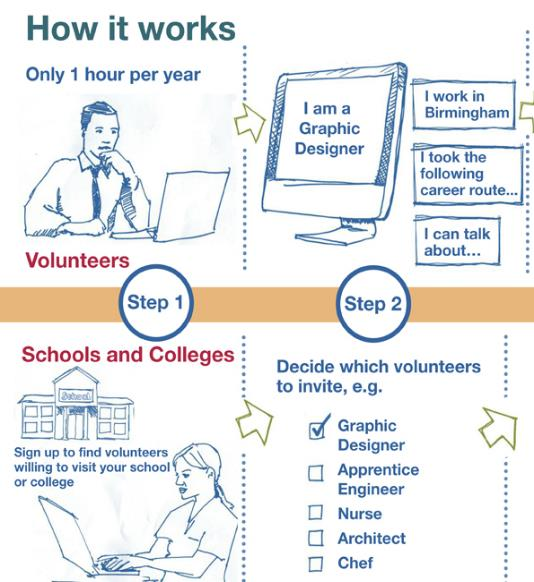 How it works
Only 1 hour per year
I am a
Graphic
Designer
I work in
Birmingham
I took the
following
career route...
I can talk
about...
Volunteers
Step 1
Step 2
Schools and Colleges
School
Sign up to find volunteers
willing to visit your school
or college
Decide which volunteers
to invite, e.g.
Graphic
Designer
Apprentice
Engineer
Nurse
Architect
Chef